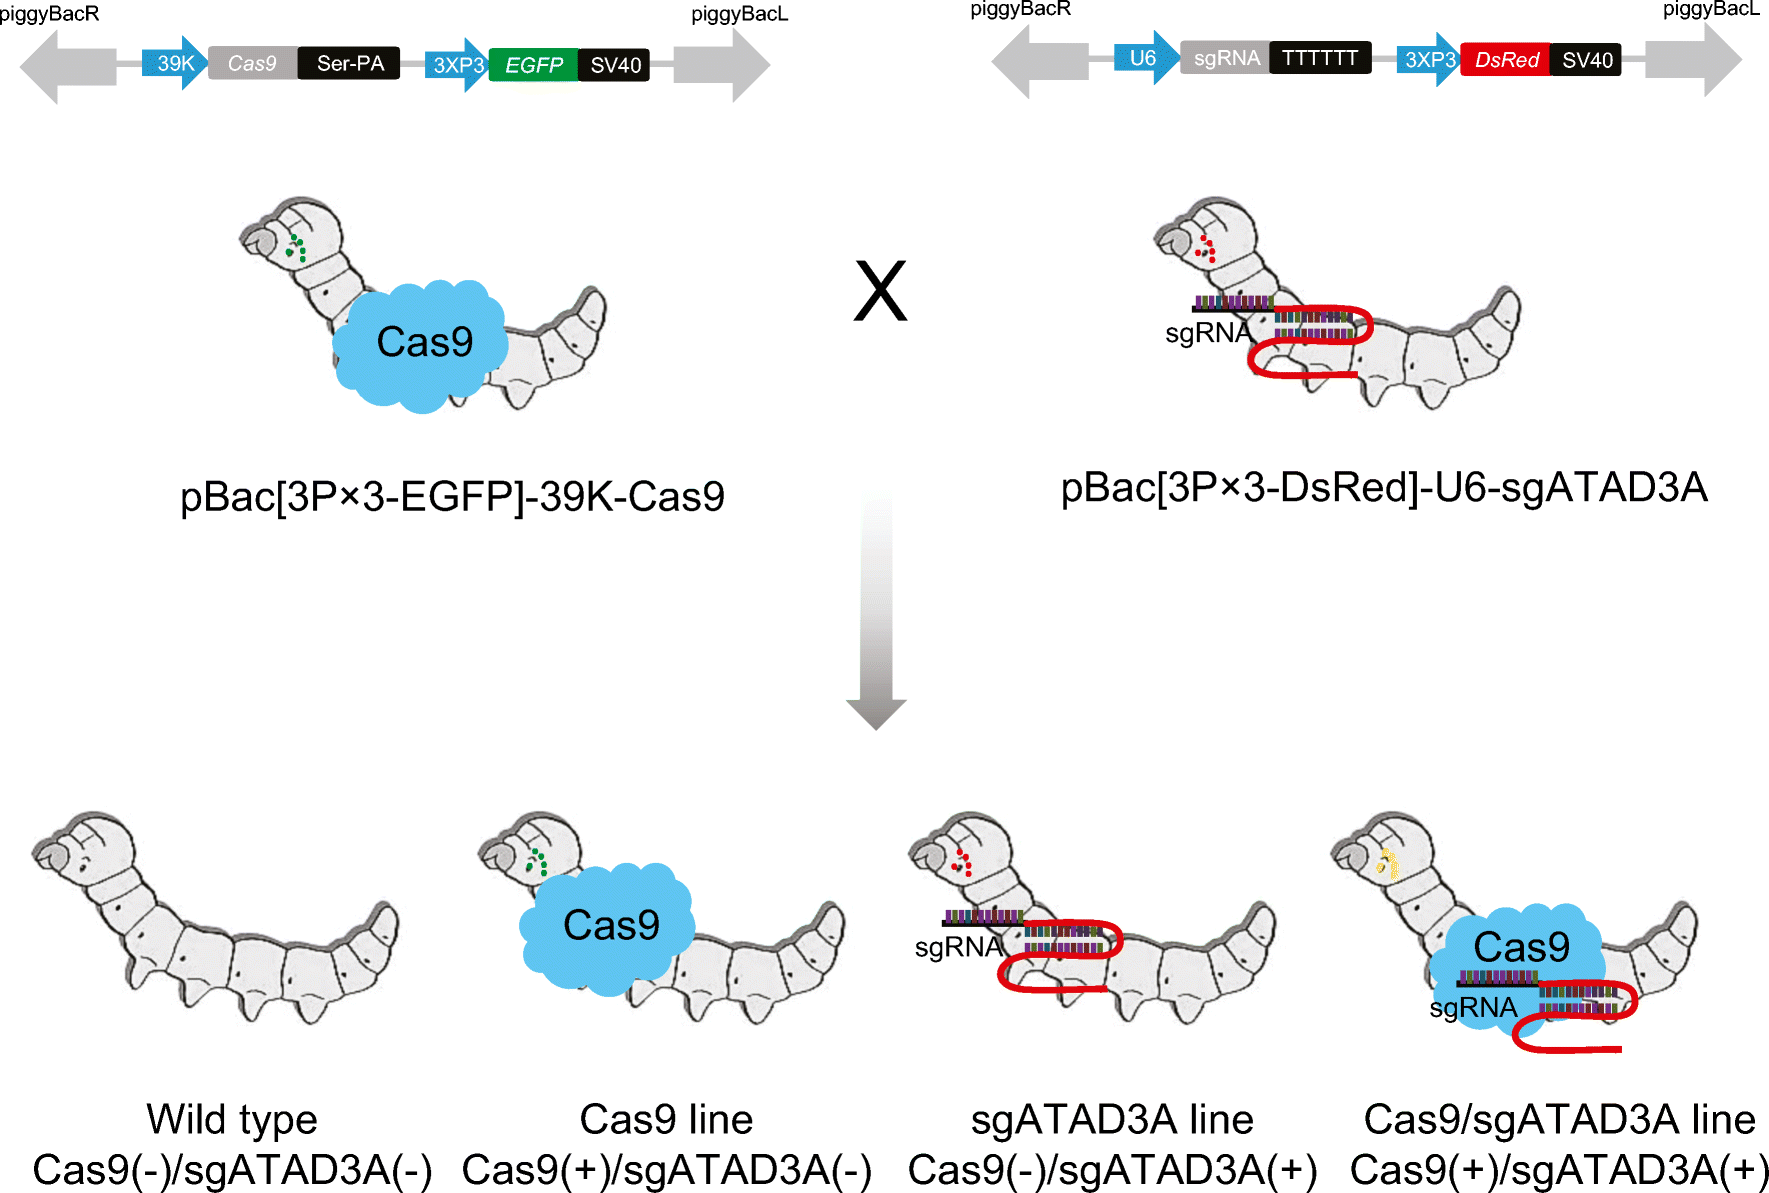 piggyBacR
piggyBacL
39K Cas9 Ser-PA 3XP3 EGFP SV40
piggyBacR
piggyBacL
U6 sgRNA TTTTTT 3XP3 DsRed SV40
Cas9
X
sgRNA
pBac[3P×3-EGFP]-39K-Cas9
pBac[3P×3-DsRed]-U6-sgATAD3A
Cas9
sgRNA
Cas9
sgRNA
Wild type
Cas9(-)/sgATAD3A(-)
Cas9 line
Cas9(+)/sgATAD3A(-)
sgATAD3A line
Cas9(-)/sgATAD3A(+)
Cas9/sgATAD3A line
Cas9(+)/sgATAD3A(+)